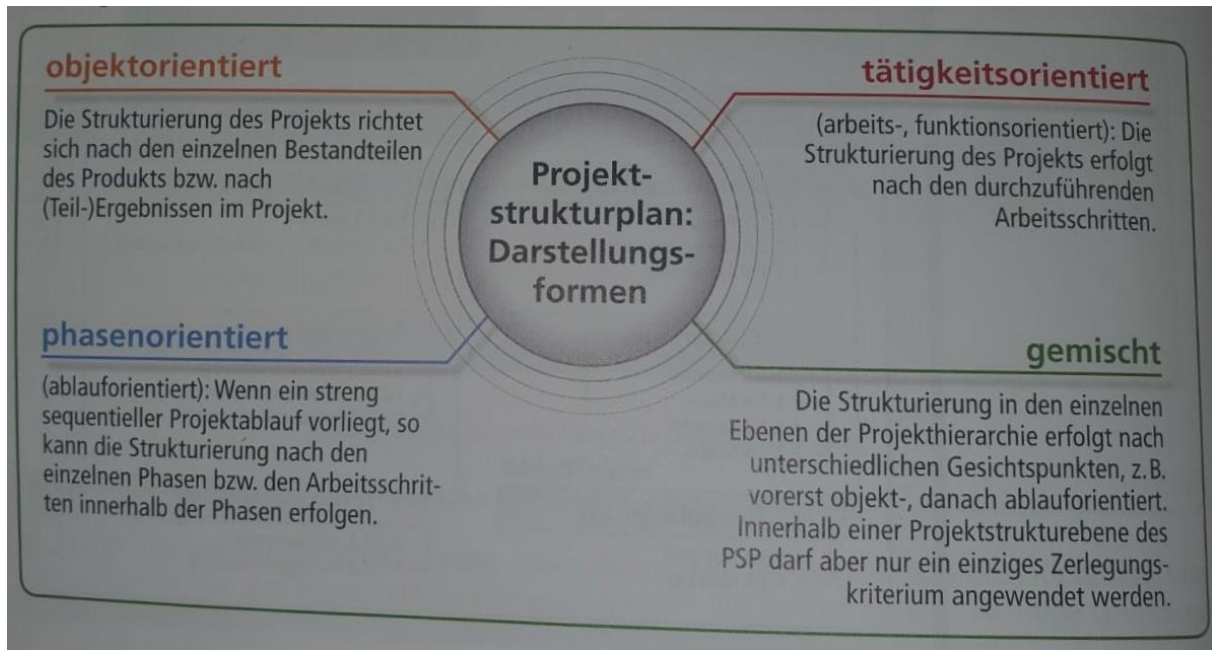 objektorientiert
Die Strukturierung des Projekts richtet
sich nach den einzelnen Bestandteilen
des Produkts bzw. nach
(Teil-)Ergebnissen im Projekt.
tätigkeitsorientiert
(arbeits-, funktionsorientiert): Die
Strukturierung des Projekts erfolgt
nach den durchzuführenden
Arbeitsschritten.
Projekt-
strukturplan:
Darstellungs-
formen
phasenorientiert
(ablauforientiert): Wenn ein streng
sequentieller Projektablauf vorliegt, so
kann die Strukturierung nach den
einzelnen Phasen bzw. den Arbeitsschrit-
ten innerhalb der Phasen erfolgen.
gemischt
Die Strukturierung in den einzelnen
Ebenen der Projekthierarchie erfolgt nach
unterschiedlichen Gesichtspunkten, z.B.
vorerst objekt-, danach ablauforientiert.
Innerhalb einer Projektstrukturebene des
PSP darf aber nur ein einziges Zerlegungs-
kriterium angewendet werden.